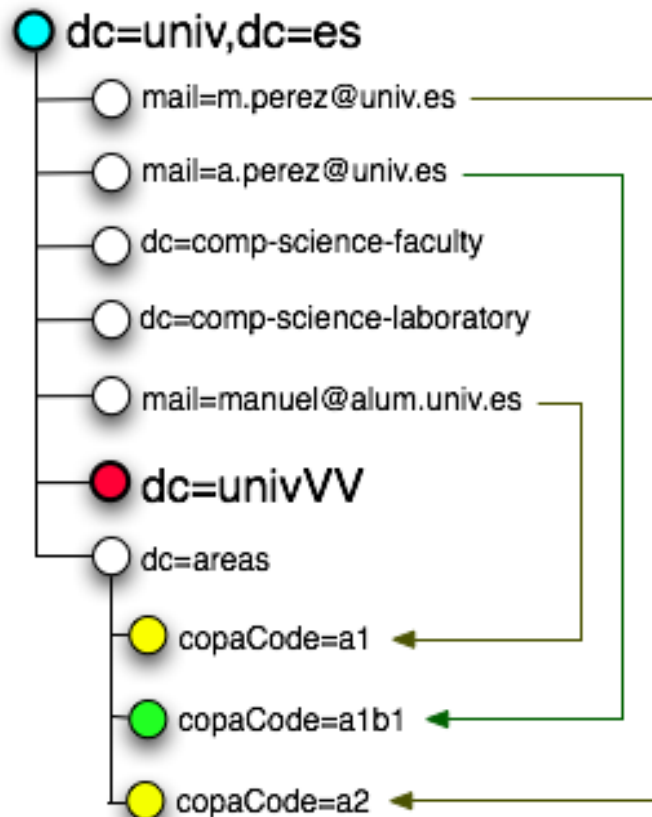 dc=univ,dc=es
mail=m.perez@univ.es
mail=a.perez@univ.es
dc=comp-science-faculty
dc=comp-science-laboratory
mail=manuel@alum.univ.es
dc=univVV
dc=areas
copaCode=a1
copaCode=a1b1
copaCode=a2